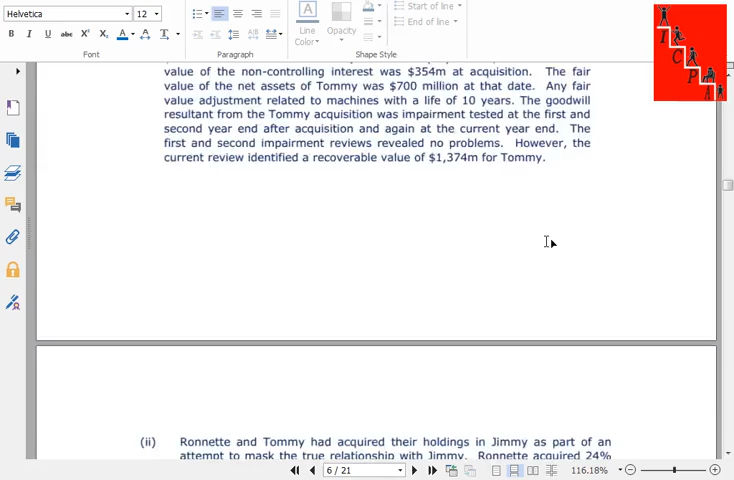 Helvetica
12
Start of line
End of line
B I U abc X² X₂ A A T
Line Color
Opacity
Font
Paragraph
Shape Style
I
C
P
A
value of the non-controlling interest was $354m at acquisition. The fair
value of the net assets of Tommy was $700 million at that date. Any fair
value adjustment related to machines with a life of 10 years. The goodwill
resultant from the Tommy acquisition was impairment tested at the first and
second year end after acquisition and again at the current year end. The
first and second impairment reviews revealed no problems. However, the
current review identified a recoverable value of $1,374m for Tommy.
(ii) Ronnette and Tommy had acquired their holdings in Jimmy as part of an
attempt to mask the true relationship with Jimmy. Ronnette acquired 24%
6 / 21
116.18%